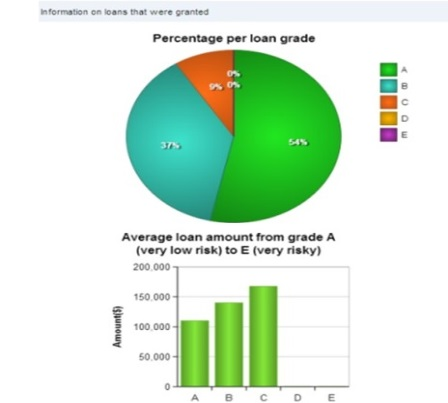 Information on loans that were granted
Percentage per loan grade
0%
9% 0%
37%
54%
A
B
C
D
E
Average loan amount from grade A
(very low risk) to E (very risky)
200,000
150,000
100,000
50,000
0
Amount($)
A B C D E